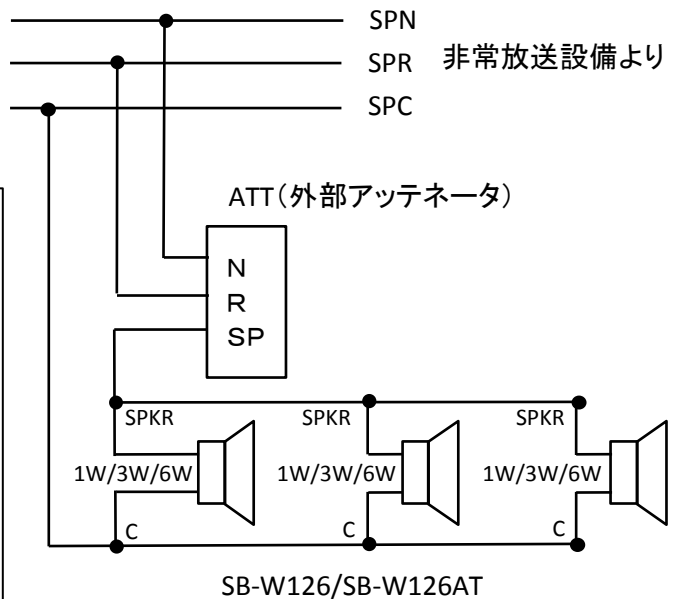 SPN
SPR 非常放送設備より
SPC
ATT(外部アッテネータ)
N
R
SP
SPKR SPKR SPKR
1W/3W/6W 1W/3W/6W 1W/3W/6W
C C C
SB-W126/SB-W126AT